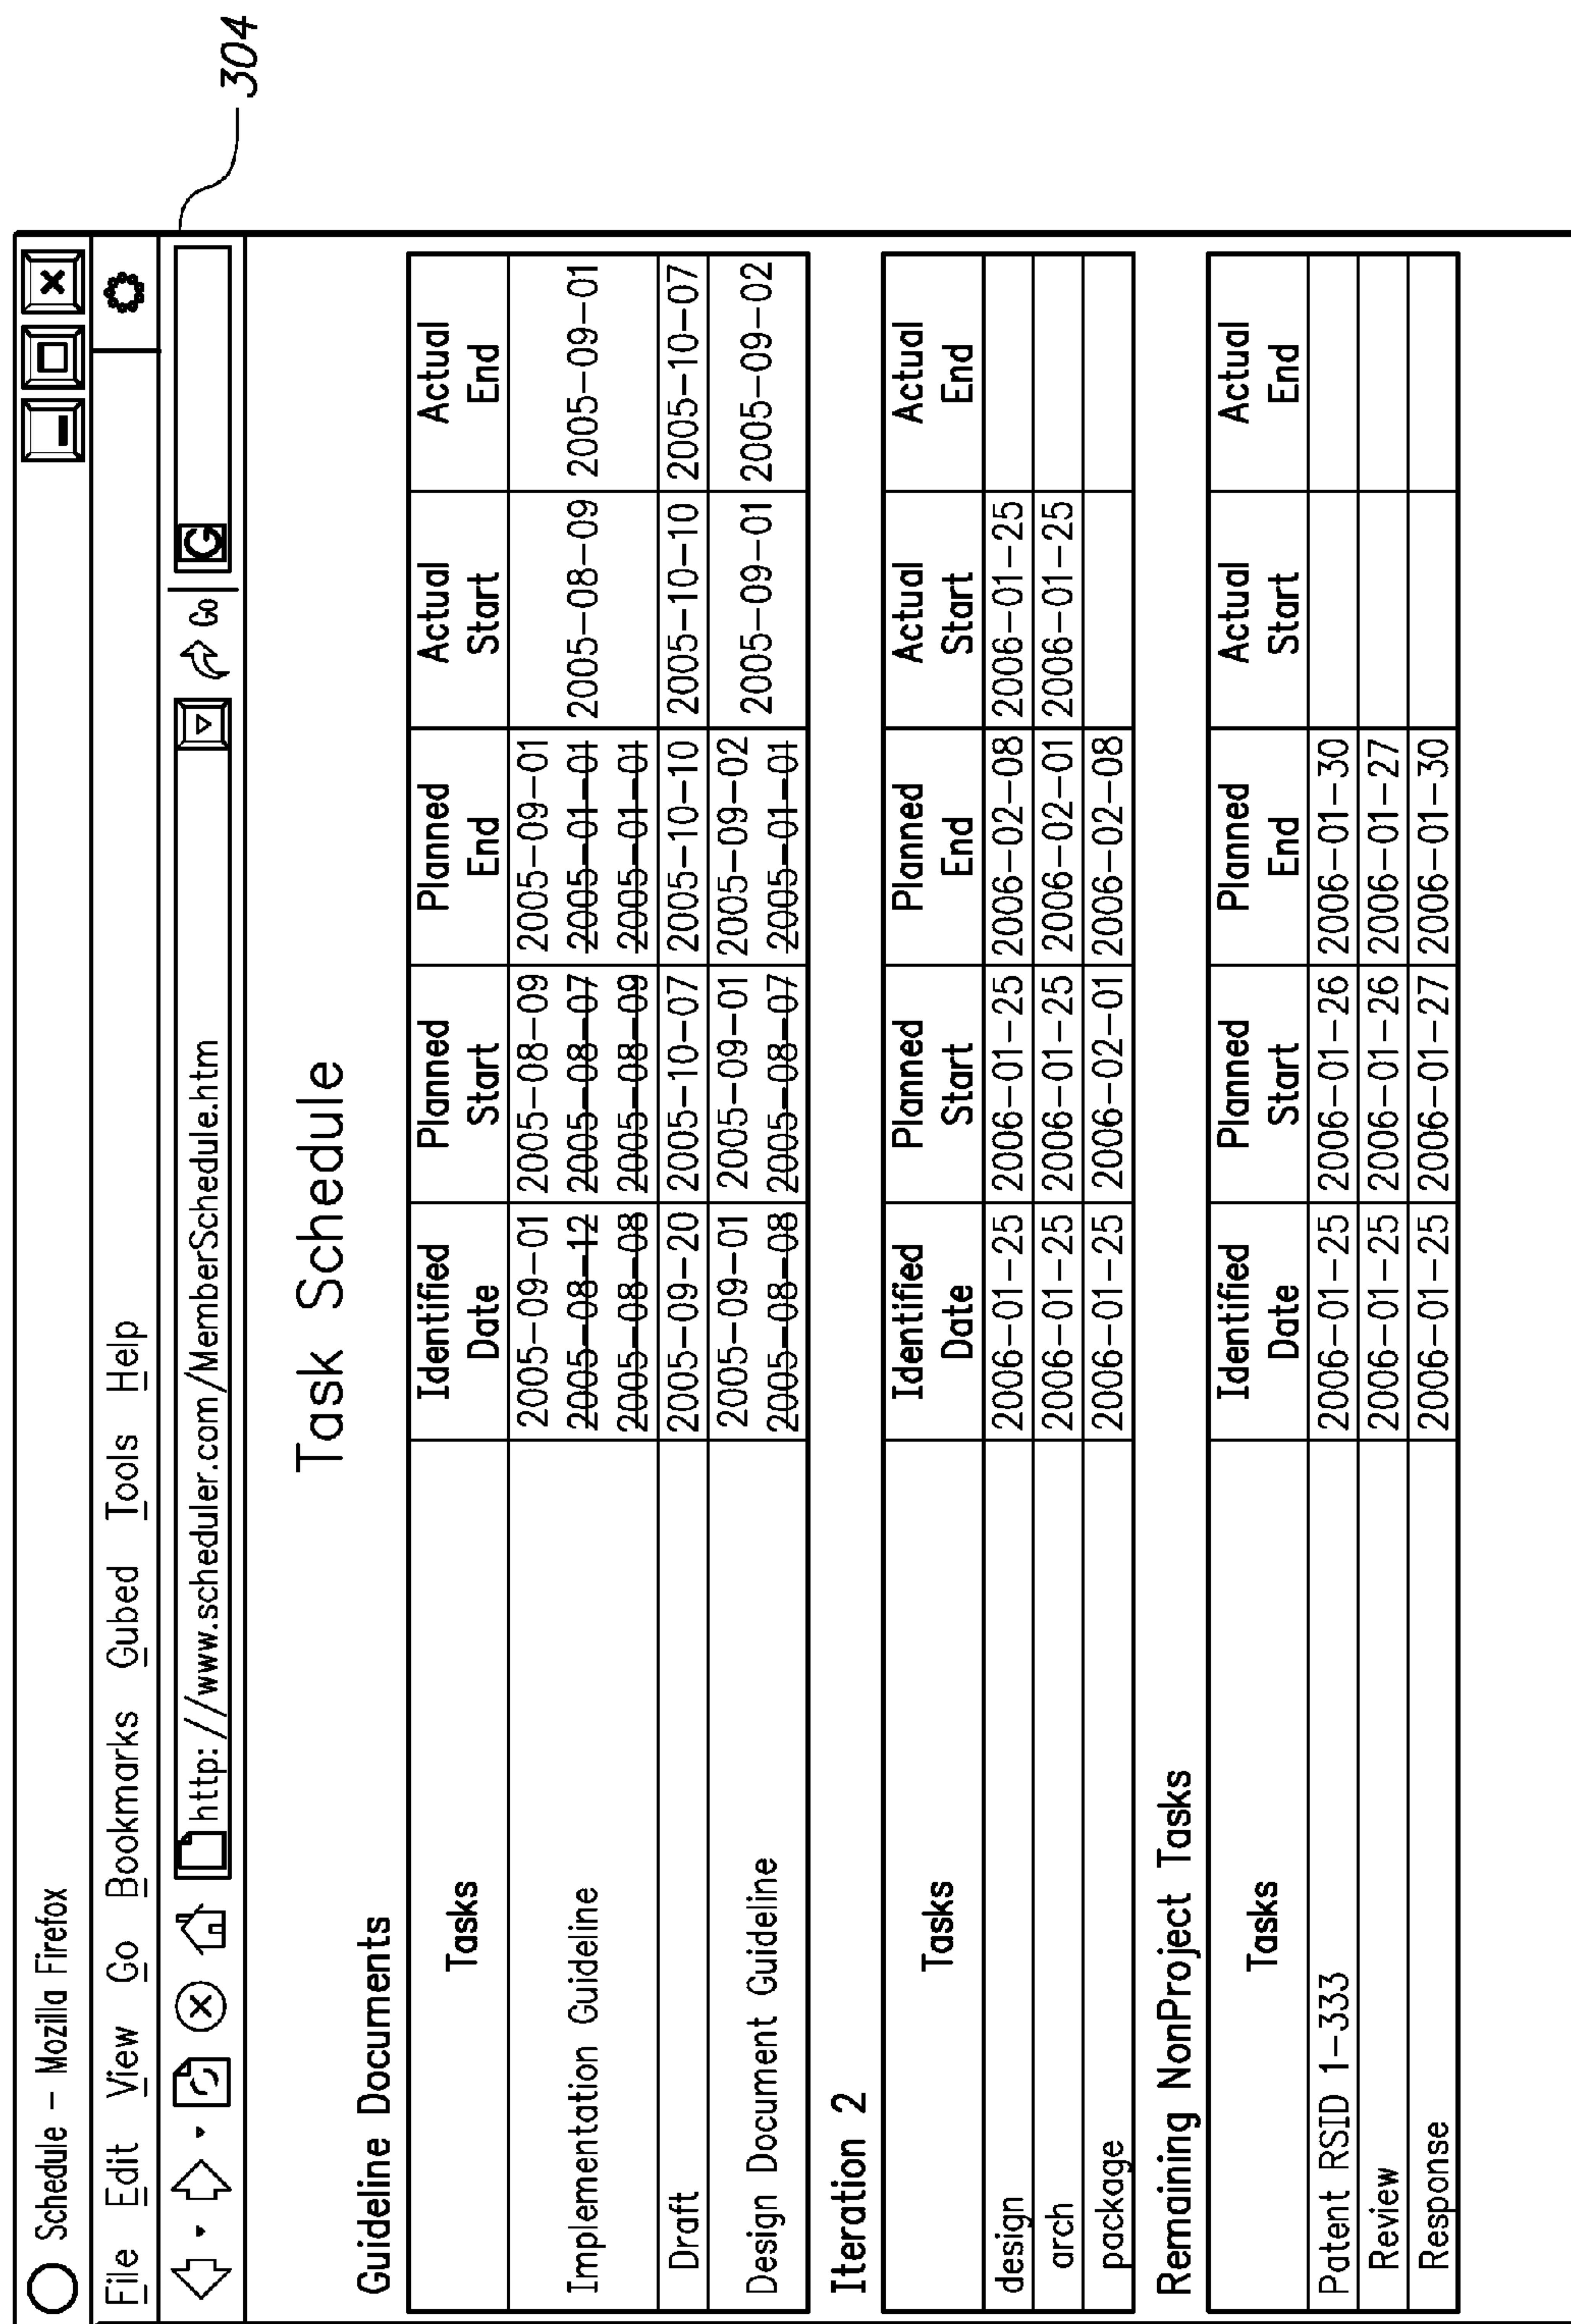 304
Schedule – Mozilla Firefox
File Edit View Go Bookmarks Gubed Tools Help
http://www.scheduler.com/MemberSchedule.htm Go G
Task Schedule
Guideline Documents
Tasks Identified Date Planned Start Planned End Actual Start Actual End
2005-09-01 2005-08-09 2005-09-01
Implementation Guideline 2005-08-12 2005-08-07 2005-01-01 2005-08-09 2005-09-01
2005-08-08 2005-08-09 2005-01-01
Draft 2005-09-20 2005-10-07 2005-10-10 2005-10-10 2005-10-07
2005-09-01 2005-09-01 2005-09-02
Design Document Guideline 2005-09-01 2005-09-02
2005-08-08 2005-08-07 2005-01-01
Iteration 2
Tasks Identified Date Planned Start Planned End Actual Start Actual End
design 2006-01-25 2006-01-25 2006-02-08 2006-01-25
arch 2006-01-25 2006-01-25 2006-02-01 2006-01-25
package 2006-01-25 2006-02-01 2006-02-08
Remaining NonProject Tasks
Tasks Identified Date Planned Start Planned End Actual Start Actual End
Patent RSID 1-333 2006-01-25 2006-01-26 2006-01-30
Review 2006-01-25 2006-01-26 2006-01-27
Response 2006-01-25 2006-01-27 2006-01-30